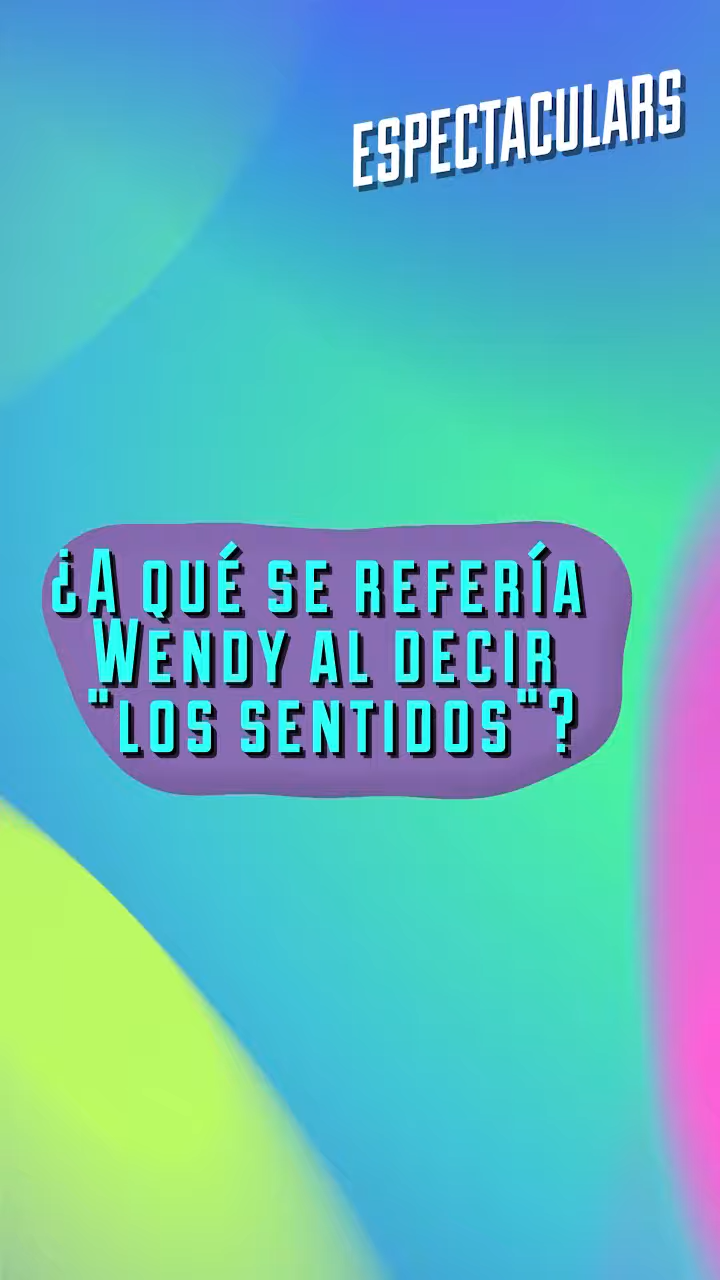 ESPECTACULARS
¿A QUÉ SE REFERÍA
WENDY AL DECIR
"LOS SENTIDOS"?